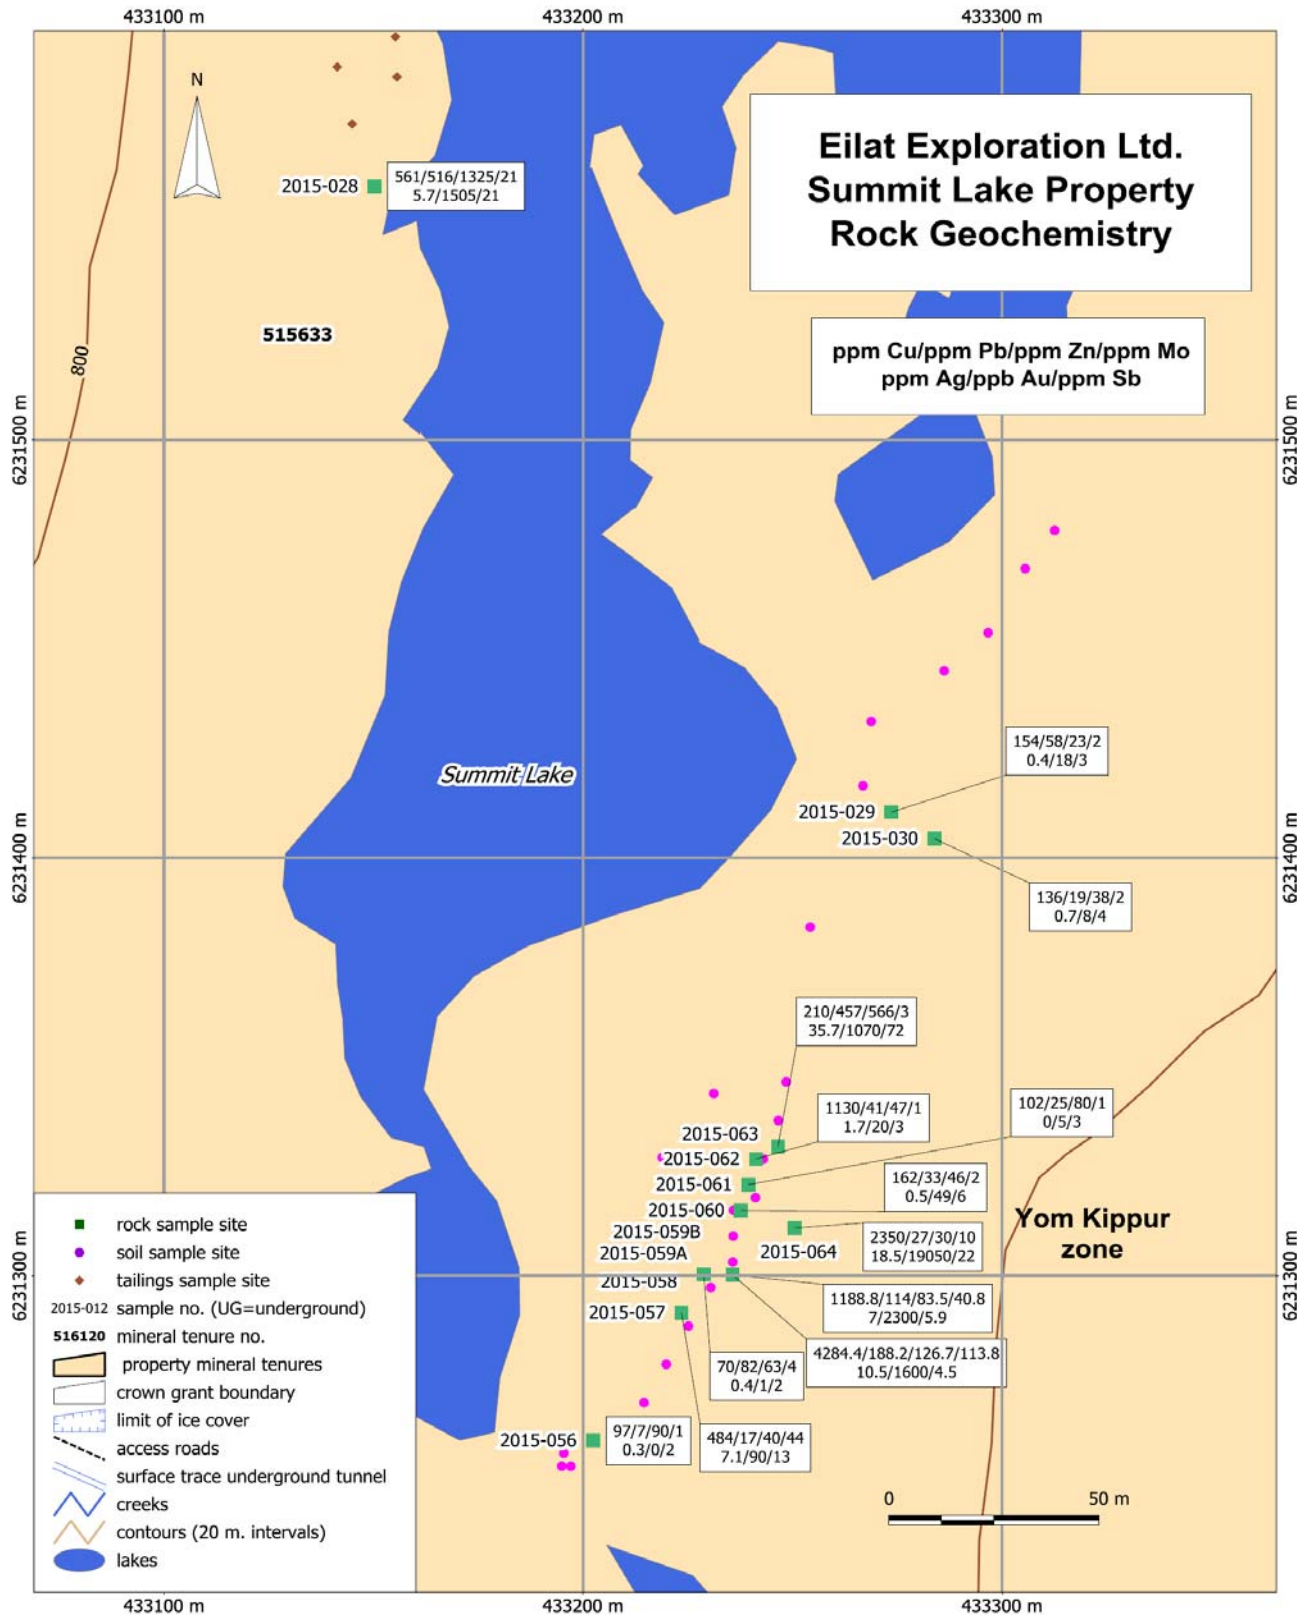 433100 m
433200 m
433300 m
N
Eilat Exploration Ltd.
Summit Lake Property
Rock Geochemistry
2015-028
561/516/1325/21
5.7/1505/21
515633
800
ppm Cu/ppm Pb/ppm Zn/ppm Mo
ppm Ag/ppb Au/ppm Sb
6231500 m
6231500 m
154/58/23/2
0.4/18/3
Summit Lake
2015-029
2015-030
6231400 m
6231400 m
136/19/38/2
0.7/8/4
210/457/566/3
35.7/1070/72
1130/41/47/1
1.7/20/3
102/25/80/1
0/5/3
2015-063
2015-062
2015-061
162/33/46/2
0.5/49/6
2015-060
2015-059B
2015-059A
2015-064
2350/27/30/10
18.5/19050/22
Yom Kippur
zone
2015-058
6231300 m
6231300 m
1188.8/114/83.5/40.8
7/2300/5.9
2015-057
4284.4/188.2/126.7/113.8
10.5/1600/4.5
70/82/63/4
0.4/1/2
2015-056
97/7/90/1
0.3/0/2
484/17/40/44
7.1/90/13
rock sample site
soil sample site
tailings sample site
2015-012 sample no. (UG=underground)
516120 mineral tenure no.
property mineral tenures
crown grant boundary
limit of ice cover
access roads
surface trace underground tunnel
creeks
contours (20 m. intervals)
lakes
0 50 m
433100 m
433200 m
433300 m